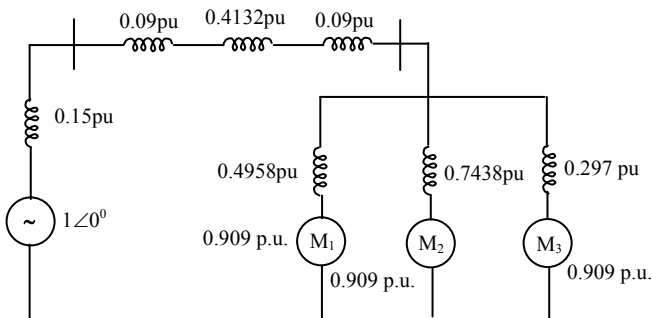 0.09pu
0.4132pu
0.09pu
0.15pu
0.4958pu
0.7438pu
0.297 pu
~
1∠0⁰
0.909 p.u.
M₁
0.909 p.u.
M₂
M₃
0.909 p.u.